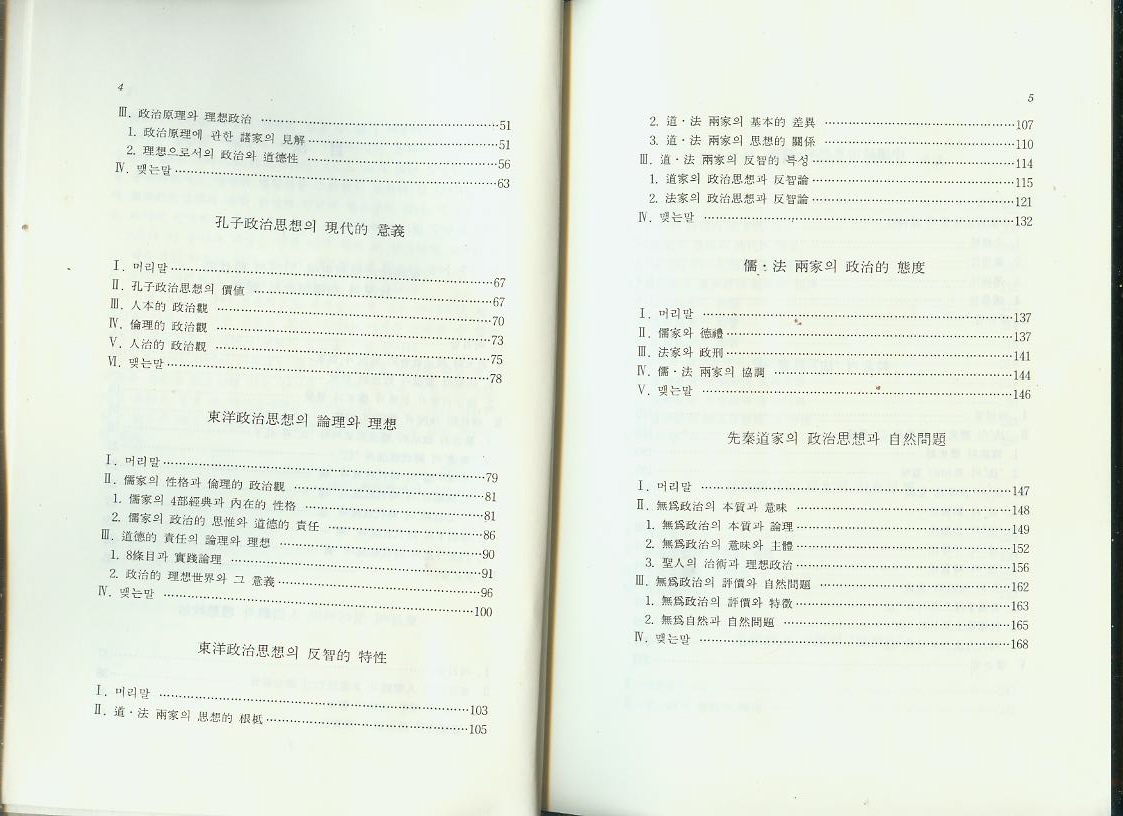 4
Ⅲ. 政治原理와 理想政治 ……51
1. 政治原理에 관한 諸家의 見解……51
2. 理想으로서의 政治와 道德性 ……56
Ⅳ. 맺는말……63
孔子政治思想의 現代的 意義
Ⅰ. 머리말……67
Ⅱ. 孔子政治思想의 價値 ……67
Ⅲ. 人本的 政治觀 ……70
Ⅳ. 倫理的 政治觀 ……73
Ⅴ. 人治的 政治觀 ……75
Ⅵ. 맺는말……78
東洋政治思想의 論理와 理想
Ⅰ. 머리말……79
Ⅱ. 儒家의 性格과 倫理的 政治觀 ……81
1. 儒家의 4部經典과 內在的 性格 ……81
2. 儒家의 政治的 思惟와 道德的 責任 ……86
Ⅲ. 道德的 責任의 論理와 理想 ……90
1. 8條目과 實踐論理 ……91
2. 政治的 理想世界와 그 意義……96
Ⅳ. 맺는말 ……100
東洋政治思想의 反智的 特性
Ⅰ. 머리말 ……103
Ⅱ. 道·法 兩家의 思想的 根柢……105
5
2. 道·法 兩家의 基本的 差異 ……107
3. 道·法 兩家의 思想的 關係 ……110
Ⅲ. 道·法 兩家의 反智的 특성……114
1. 道家의 政治思想과 反智論……115
2. 法家의 政治思想과 反智論……121
Ⅳ. 맺는말 ……132
儒·法 兩家의 政治的 態度
Ⅰ. 머리말 ……137
Ⅱ. 儒家와 德禮……137
Ⅲ. 法家와 政刑……141
Ⅳ. 儒·法 兩家의 協調 ……144
Ⅴ. 맺는말 ……146
先秦道家의 政治思想과 自然問題
Ⅰ. 머리말 ……147
Ⅱ. 無爲政治의 本質과 意味 ……148
1. 無爲政治의 本質과 論理……149
2. 無爲政治의 意味와 主體……152
3. 聖人의 治術과 理想政治……156
Ⅲ. 無爲政治의 評價와 自然問題 ……162
1. 無爲政治의 評價와 特徵……163
2. 無爲自然과 自然問題 ……165
Ⅳ. 맺는말 ……168